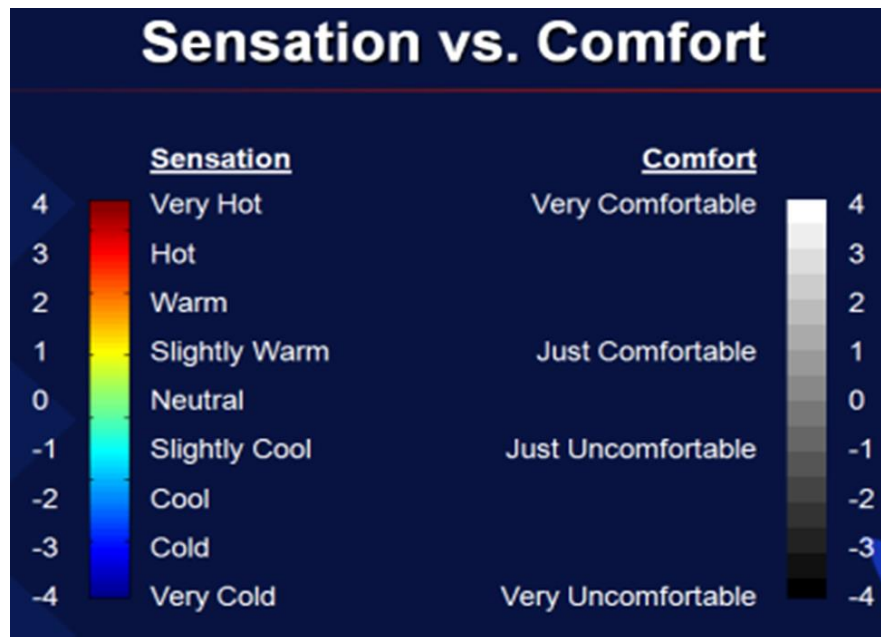 Sensation vs. Comfort
Sensation Comfort
4 Very Hot Very Comfortable 4
3 Hot 3
2 Warm 2
1 Slightly Warm Just Comfortable 1
0 Neutral 0
-1 Slightly Cool Just Uncomfortable -1
-2 Cool -2
-3 Cold -3
-4 Very Cold Very Uncomfortable -4